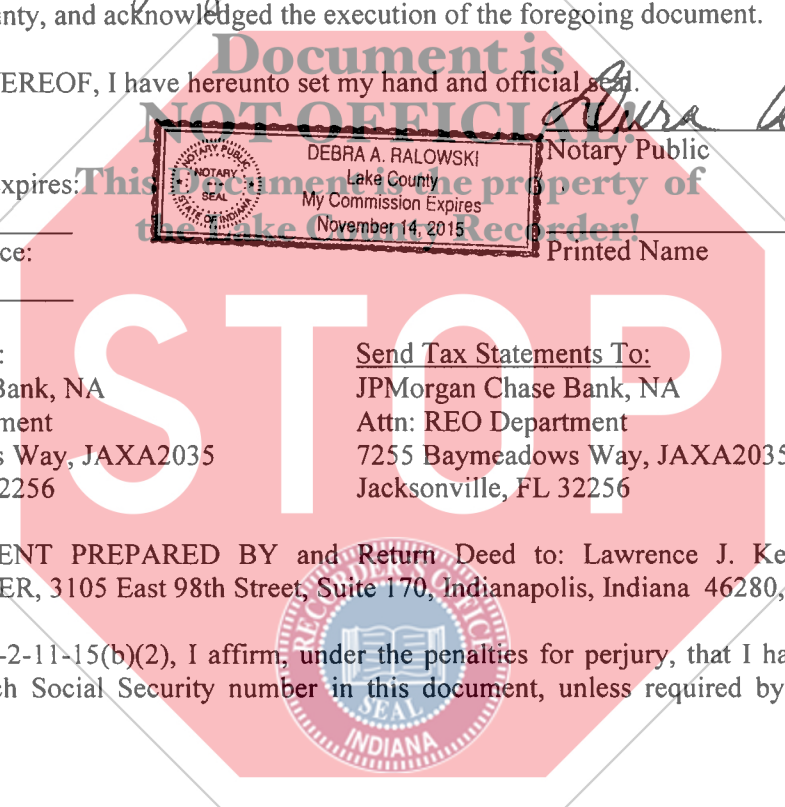 nty, and acknowledged the execution of the foregoing document.
Document is
EREOF, I have hereunto set my hand and official seal.
NOT OFFICIAL!
DEBRA A. RALOWSKI
Lake County
My Commission Expires
November 14, 2015
NOTARY PUBLIC
NOTARY
SEAL
STATE OF INDIANA
Notary Public
xpires:
This Document is the property of
the Lake County Recorder!
ce:
Printed Name
STOP
:
Bank, NA
ment
s Way, JAXA2035
2256
Send Tax Statements To:
JPMorgan Chase Bank, NA
Attn: REO Department
7255 Baymeadows Way, JAXA2035
Jacksonville, FL 32256
ENT PREPARED BY and Return Deed to: Lawrence J. Ke
ER, 3105 East 98th Street, Suite 170, Indianapolis, Indiana 46280,
-2-11-15(b)(2), I affirm, under the penalties for perjury, that I ha
ch Social Security number in this document, unless required by
RECORDER'S OFFICE
SEAL
INDIANA